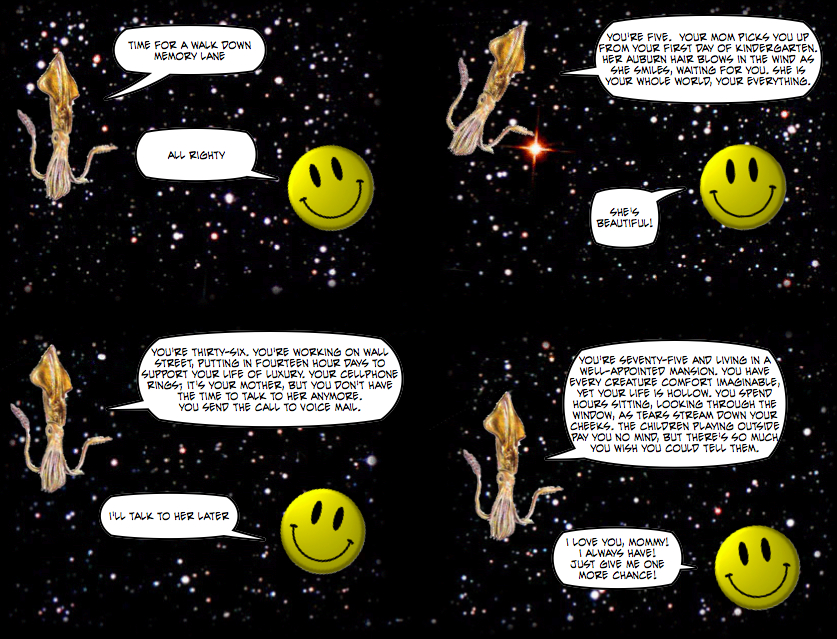 TIME FOR A WALK DOWN
MEMORY LANE
ALL RIGHTY
YOU'RE FIVE. YOUR MOM PICKS YOU UP
FROM YOUR FIRST DAY OF KINDERGARTEN.
HER AUBURN HAIR BLOWS IN THE WIND AS
SHE SMILES, WAITING FOR YOU. SHE IS
YOUR WHOLE WORLD, YOUR EVERYTHING.
SHE'S
BEAUTIFUL!
YOU'RE THIRTY-SIX. YOU'RE WORKING ON WALL
STREET, PUTTING IN FOURTEEN HOUR DAYS TO
SUPPORT YOUR LIFE OF LUXURY. YOUR CELLPHONE
RINGS; IT'S YOUR MOTHER, BUT YOU DON'T HAVE
THE TIME TO TALK TO HER ANYMORE.
YOU SEND THE CALL TO VOICE MAIL.
I'LL TALK TO HER LATER
YOU'RE SEVENTY-FIVE AND LIVING IN A
WELL-APPOINTED MANSION. YOU HAVE
EVERY CREATURE COMFORT IMAGINABLE,
YET YOUR LIFE IS HOLLOW. YOU SPEND
HOURS SITTING, LOOKING THROUGH THE
WINDOW, AS TEARS STREAM DOWN YOUR
CHEEKS. THE CHILDREN PLAYING OUTSIDE
PAY YOU NO MIND, BUT THERE'S SO MUCH
YOU WISH YOU COULD TELL THEM.
I LOVE YOU, MOMMY!
I ALWAYS HAVE!
JUST GIVE ME ONE
MORE CHANCE!